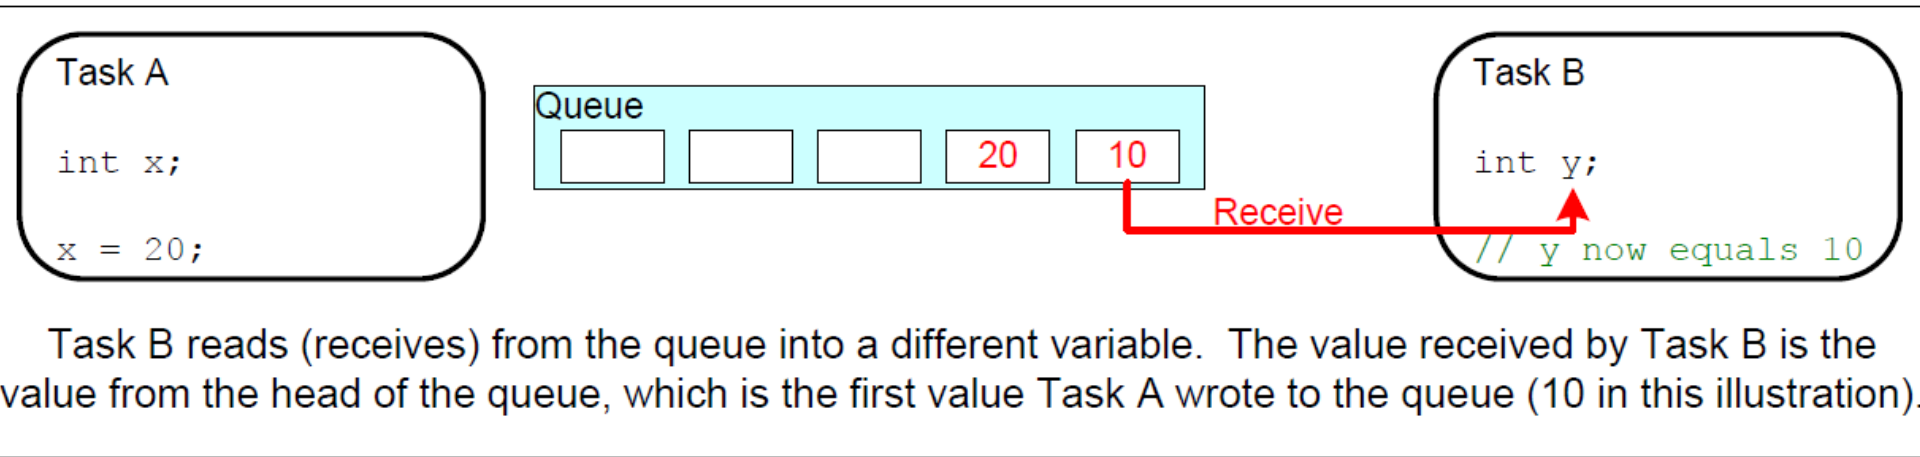 Task A
int x;
x = 20;
Queue
20
10
Receive
Task B
int y;
// y now equals 10
Task B reads (receives) from the queue into a different variable.  The value received by Task B is the
value from the head of the queue, which is the first value Task A wrote to the queue (10 in this illustration).